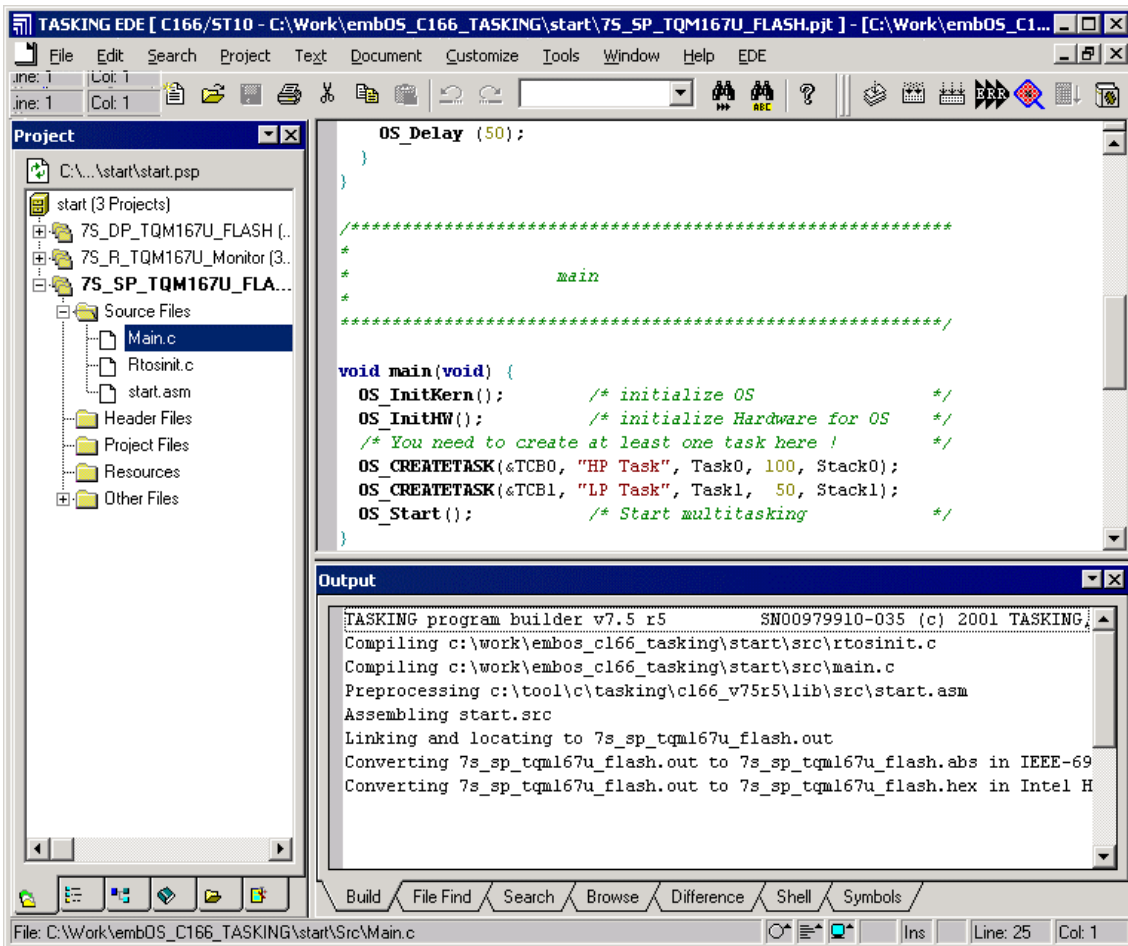 TASKING EDE [ C166/ST10 - C:\Work\embOS_C166_TASKING\start\7S_SP_TQM167U_FLASH.pjt ] - [C:\Work\embOS_C1...
File Edit Search Project Text Document Customize Tools Window Help EDE
Line: 1 Col: 1
Line: 1 Col: 1
ABC
ERR
Project
C:\...\start\start.psp
start (3 Projects)
7S_DP_TQM167U_FLASH (..
7S_R_TQM167U_Monitor (3..
7S_SP_TQM167U_FLA...
Source Files
Main.c
Rtosinit.c
start.asm
Header Files
Project Files
Resources
Other Files
OS_Delay (50);
}
}
/**********************************************************
*
* main
*
**********************************************************/
void main(void) {
OS_InitKern(); /* initialize OS */
OS_InitHW(); /* initialize Hardware for OS */
/* You need to create at least one task here ! */
OS_CREATETASK(&TCB0, "HP Task", Task0, 100, Stack0);
OS_CREATETASK(&TCB1, "LP Task", Task1, 50, Stack1);
OS_Start(); /* Start multitasking */
}
Output
TASKING program builder v7.5 r5 SN00979910-035 (c) 2001 TASKING,
Compiling c:\work\embos_c166_tasking\start\src\rtosinit.c
Compiling c:\work\embos_c166_tasking\start\src\main.c
Preprocessing c:\tool\c\tasking\c166_v75r5\lib\src\start.asm
Assembling start.src
Linking and locating to 7s_sp_tqm167u_flash.out
Converting 7s_sp_tqm167u_flash.out to 7s_sp_tqm167u_flash.abs in IEEE-69
Converting 7s_sp_tqm167u_flash.out to 7s_sp_tqm167u_flash.hex in Intel H
Build File Find Search Browse Difference Shell Symbols
File: C:\Work\embOS_C166_TASKING\start\Src\Main.c Ins Line: 25 Col: 1